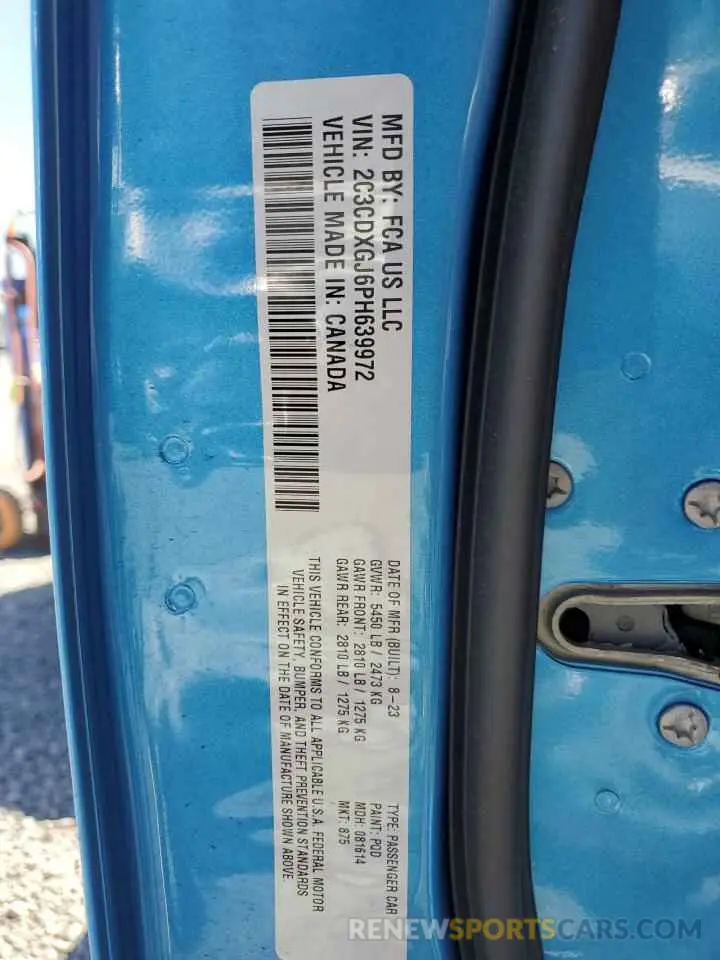 MFD BY: FCA US LLC
VIN: 2C3CDXGJ6PH639972
VEHICLE MADE IN: CANADA
DATE OF MFR (BUILT): 8-23
GVWR: 5450 LB / 2473 KG
GAWR FRONT: 2810 LB / 1275 KG
GAWR REAR: 2810 LB / 1275 KG
TYPE: PASSENGER CAR
PAINT: PQD
MDH: 081614
MKT: 875
THIS VEHICLE CONFORMS TO ALL APPLICABLE U.S.A. FEDERAL MOTOR
VEHICLE SAFETY, BUMPER, AND THEFT PREVENTION STANDARDS
IN EFFECT ON THE DATE OF MANUFACTURE SHOWN ABOVE.
RENEWSPORTSCARS.COM